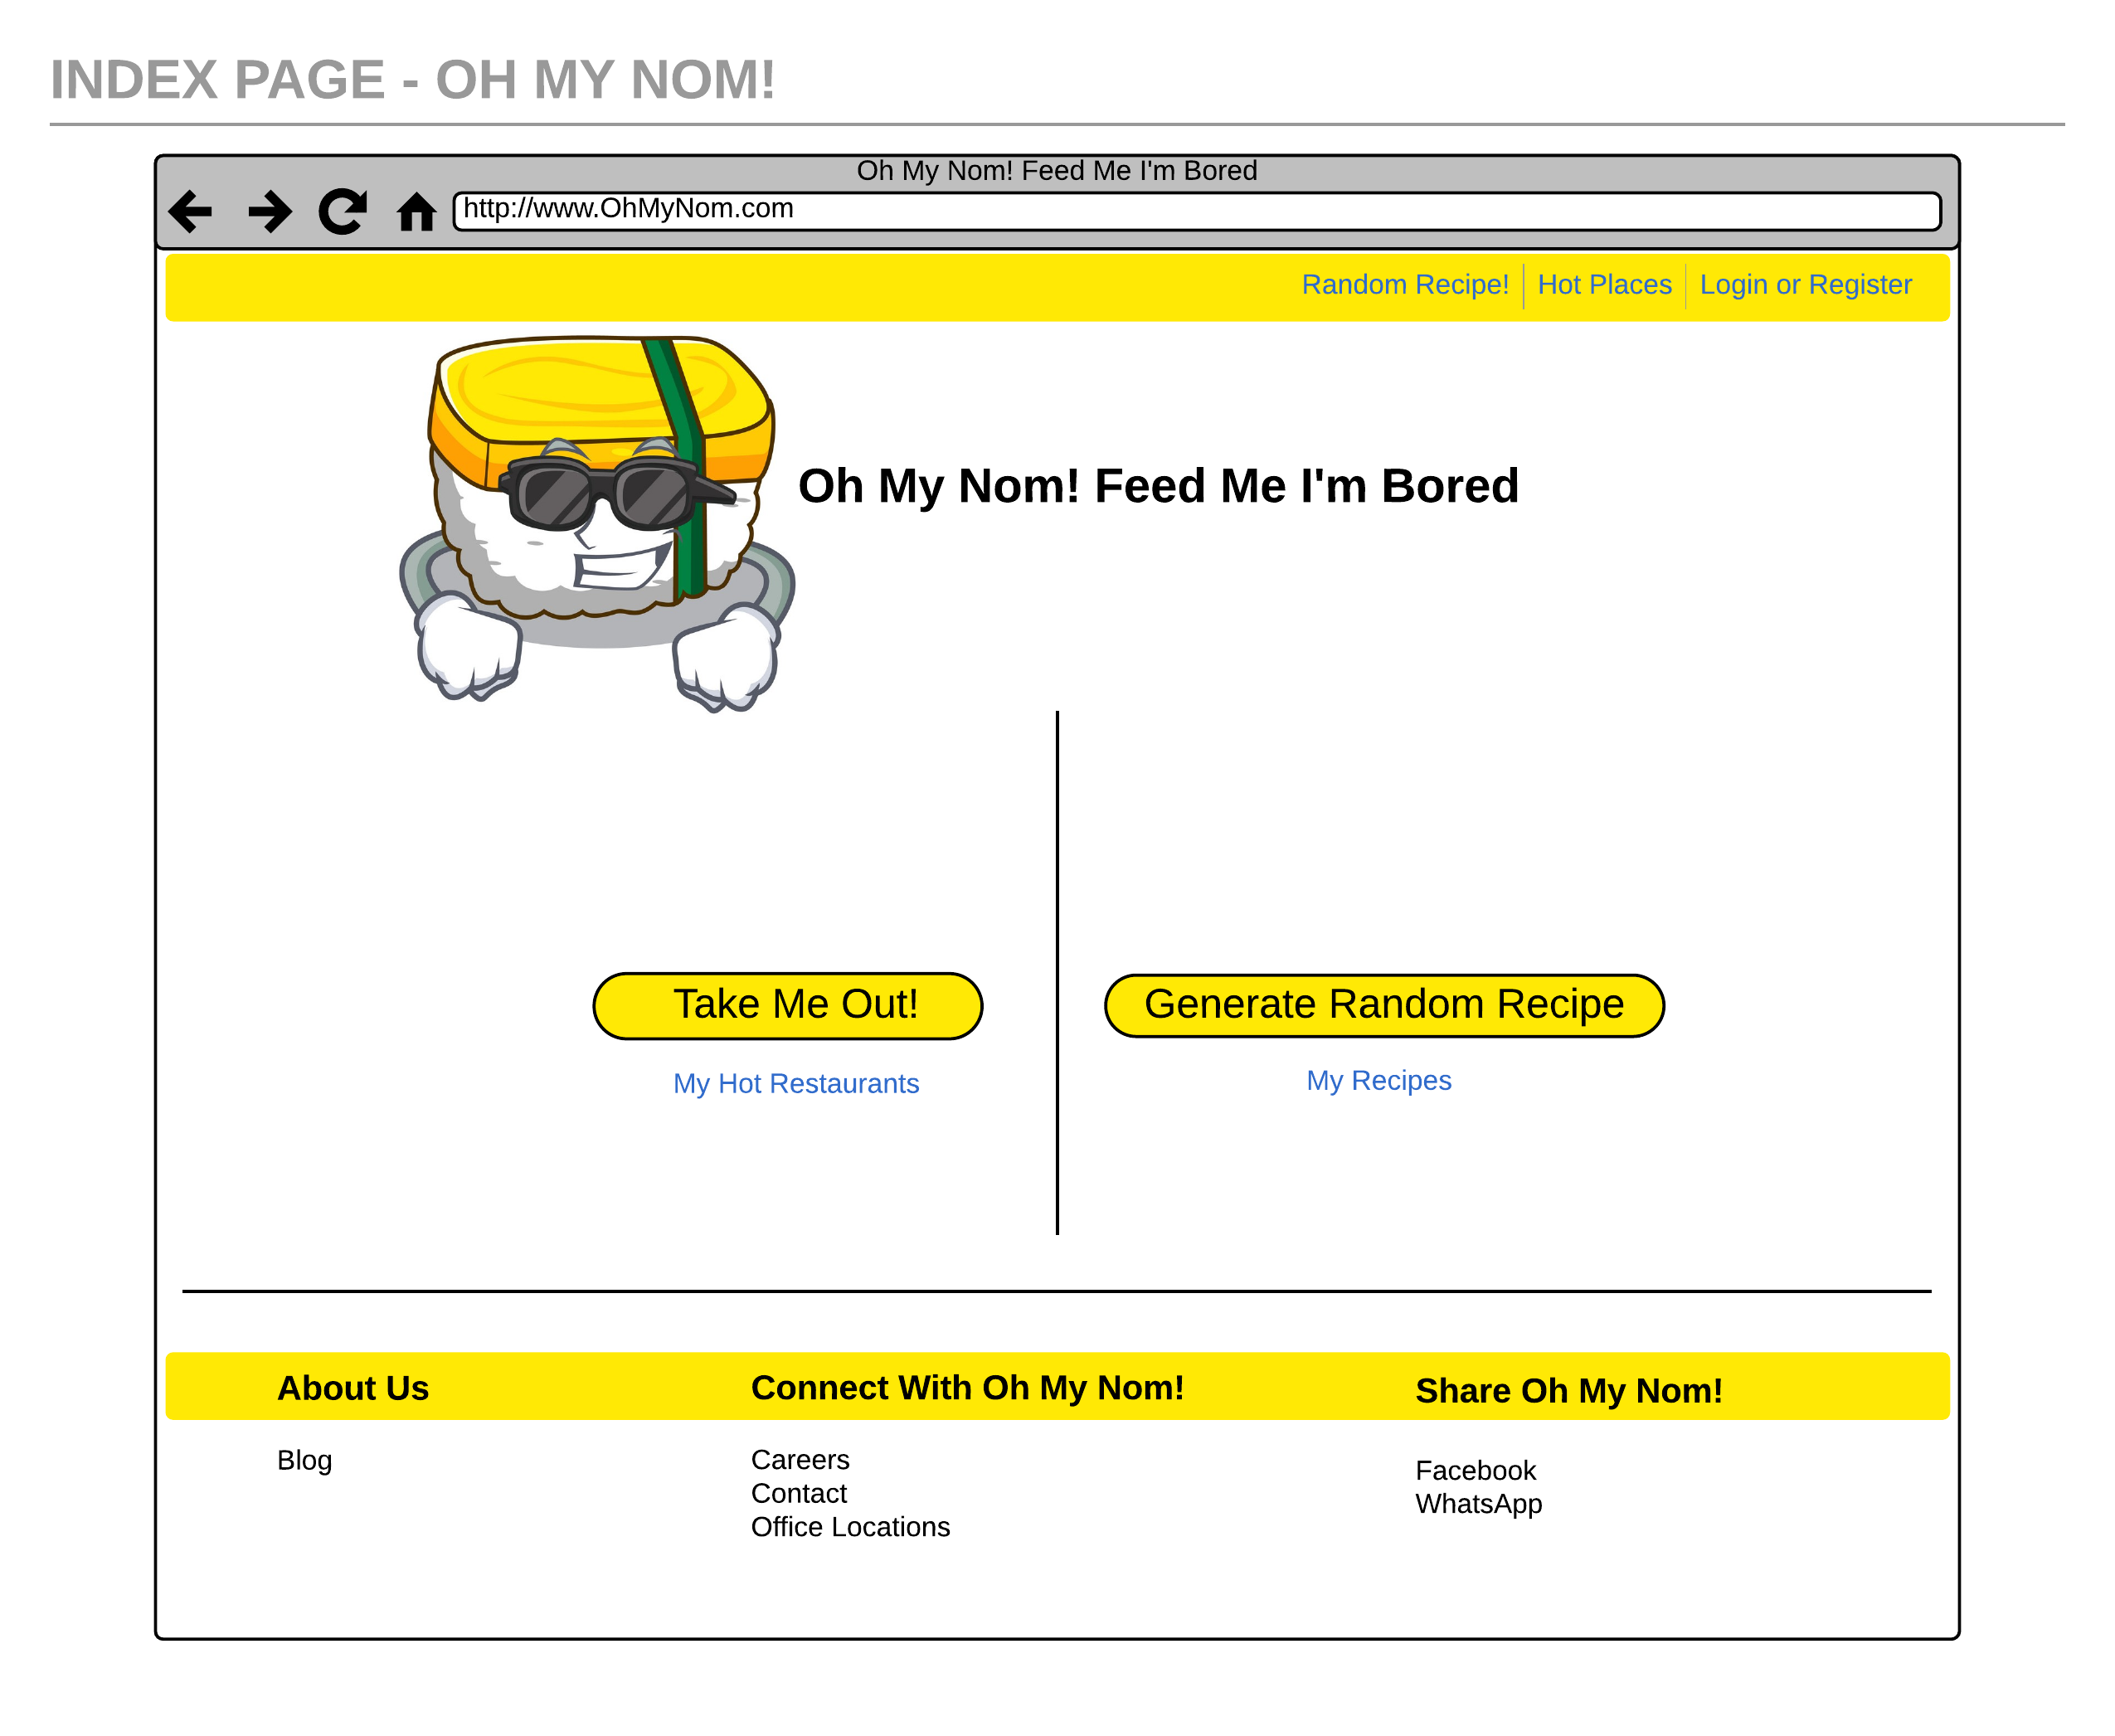 INDEX PAGE - OH MY NOM!
Oh My Nom! Feed Me I'm Bored
http://www.OhMyNom.com
Random Recipe! Hot Places Login or Register
Oh My Nom! Feed Me I'm Bored
Take Me Out!
My Hot Restaurants
Generate Random Recipe
My Recipes
About Us
Blog
Connect With Oh My Nom!
Careers
Contact
Office Locations
Share Oh My Nom!
Facebook
WhatsApp